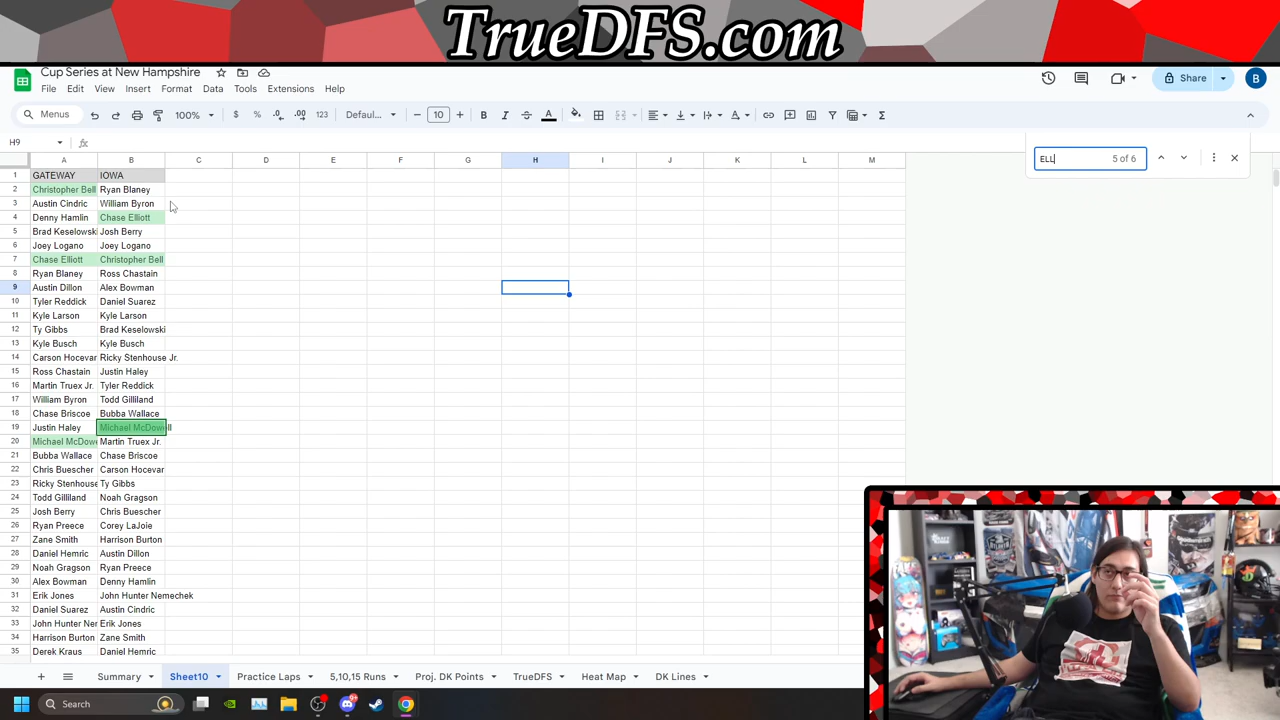 TrueDFS.com
Cup Series at New Hampshire
File Edit View Insert Format Data Tools Extensions Help
Share
B
Menus 100% $ % .0 .00 123 Defaul... 10 B I A Σ
H9 fx
ELL 5 of 6
A B C D E F G H I J K L M
1 GATEWAY IOWA
2 Christopher Bell Ryan Blaney
3 Austin Cindric William Byron
4 Denny Hamlin Chase Elliott
5 Brad Keselowski Josh Berry
6 Joey Logano Joey Logano
7 Chase Elliott Christopher Bell
8 Ryan Blaney Ross Chastain
9 Austin Dillon Alex Bowman
10 Tyler Reddick Daniel Suarez
11 Kyle Larson Kyle Larson
12 Ty Gibbs Brad Keselowski
13 Kyle Busch Kyle Busch
14 Carson Hocevar Ricky Stenhouse Jr.
15 Ross Chastain Justin Haley
16 Martin Truex Jr. Tyler Reddick
17 William Byron Todd Gilliland
18 Chase Briscoe Bubba Wallace
19 Justin Haley Michael McDowell
20 Michael McDowe Martin Truex Jr.
21 Bubba Wallace Chase Briscoe
22 Chris Buescher Carson Hocevar
23 Ricky Stenhouse Ty Gibbs
24 Todd Gilliland Noah Gragson
25 Josh Berry Chris Buescher
26 Ryan Preece Corey LaJoie
27 Zane Smith Harrison Burton
28 Daniel Hemric Austin Dillon
29 Noah Gragson Ryan Preece
30 Alex Bowman Denny Hamlin
31 Erik Jones John Hunter Nemechek
32 Daniel Suarez Austin Cindric
33 John Hunter Nem Erik Jones
34 Harrison Burton Zane Smith
35 Derek Kraus Daniel Hemric
Summary Sheet10 Practice Laps 5,10,15 Runs Proj. DK Points TrueDFS Heat Map DK Lines
Search